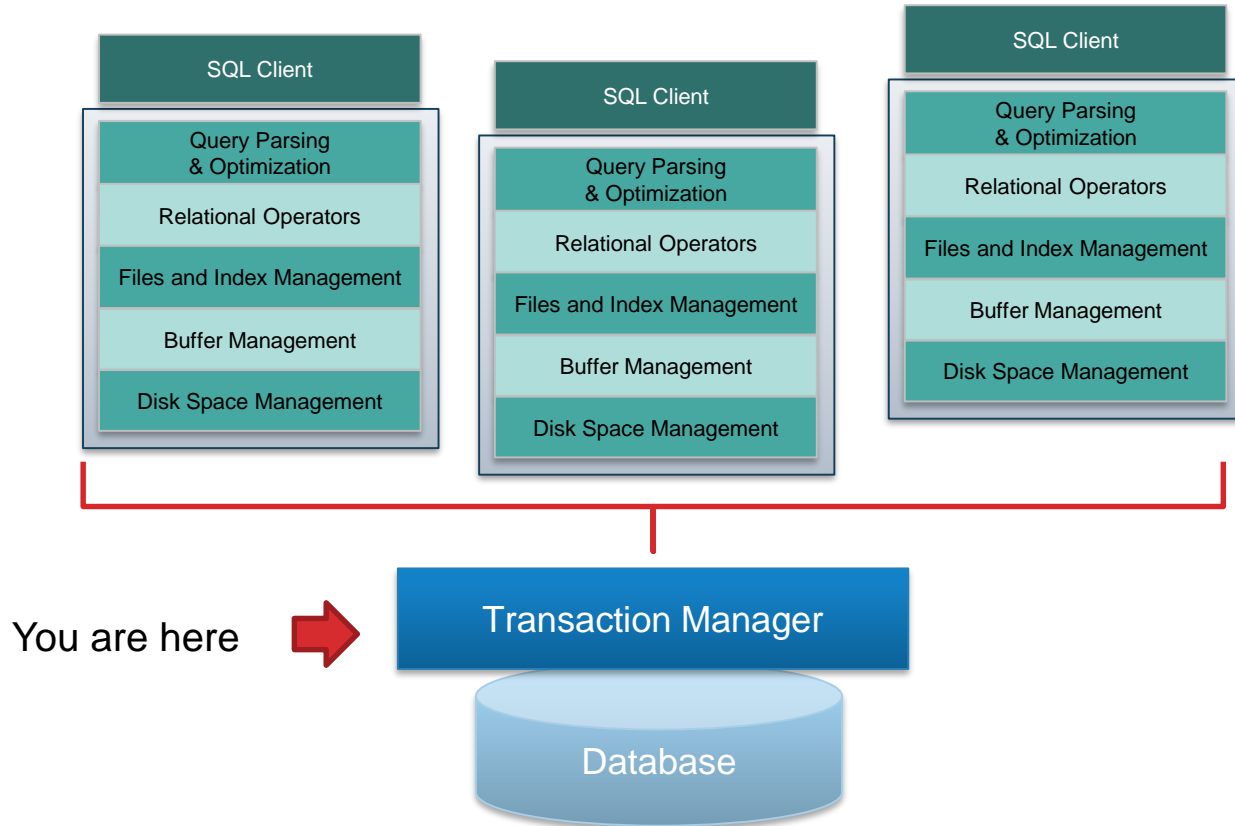 SQL Client
Query Parsing
& Optimization
Relational Operators
Files and Index Management
Buffer Management
Disk Space Management
SQL Client
Query Parsing
& Optimization
Relational Operators
Files and Index Management
Buffer Management
Disk Space Management
SQL Client
Query Parsing
& Optimization
Relational Operators
Files and Index Management
Buffer Management
Disk Space Management
You are here
Transaction Manager
Database